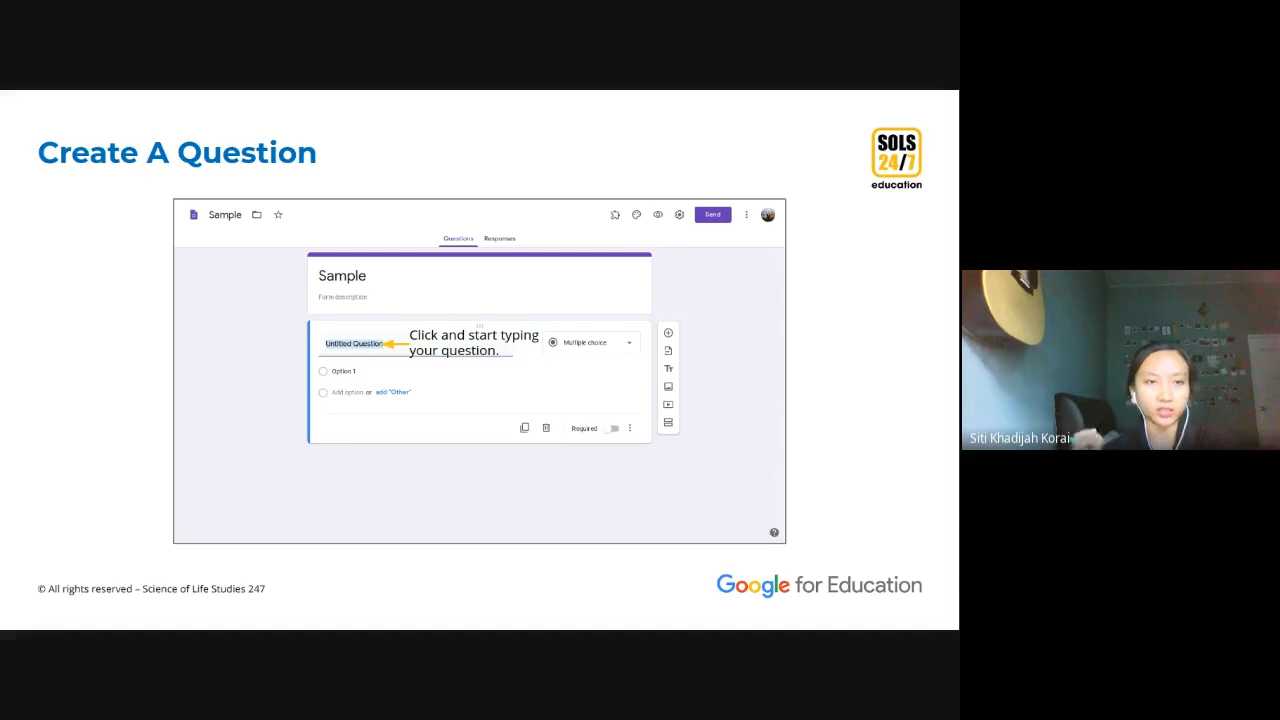 Create A Question
SOLS
24/7
education
Sample
Send
Questions Responses
Sample
Form description
Untitled Question
Click and start typing
your question.
Multiple choice
Option 1
Add option or add "Other"
Tт
Required
?
© All rights reserved – Science of Life Studies 247
Google for Education
Siti Khadijah Korai